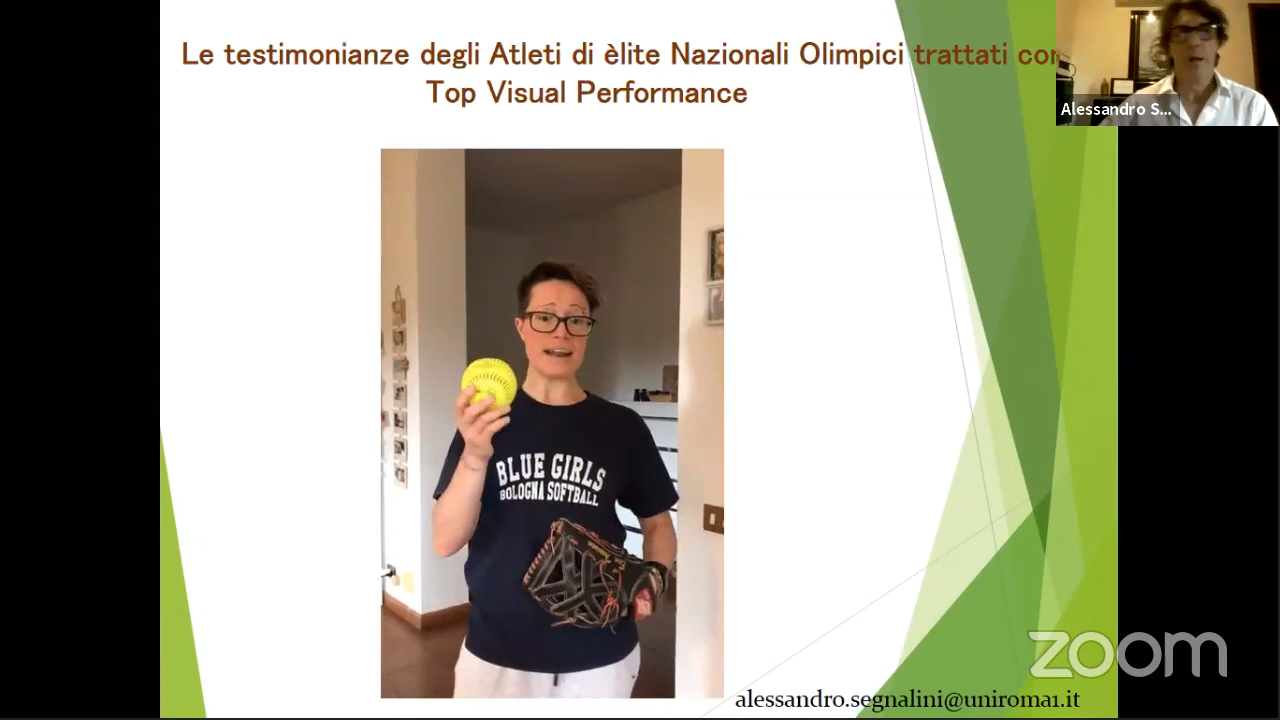 Le testimonianze degli Atleti di èlite Nazionali Olimpici trattati con
Top Visual Performance
Alessandro S...
BLUE GIRLS
BOLOGNA SOFTBALL
zoom
alessandro.segnalini@uniroma1.it